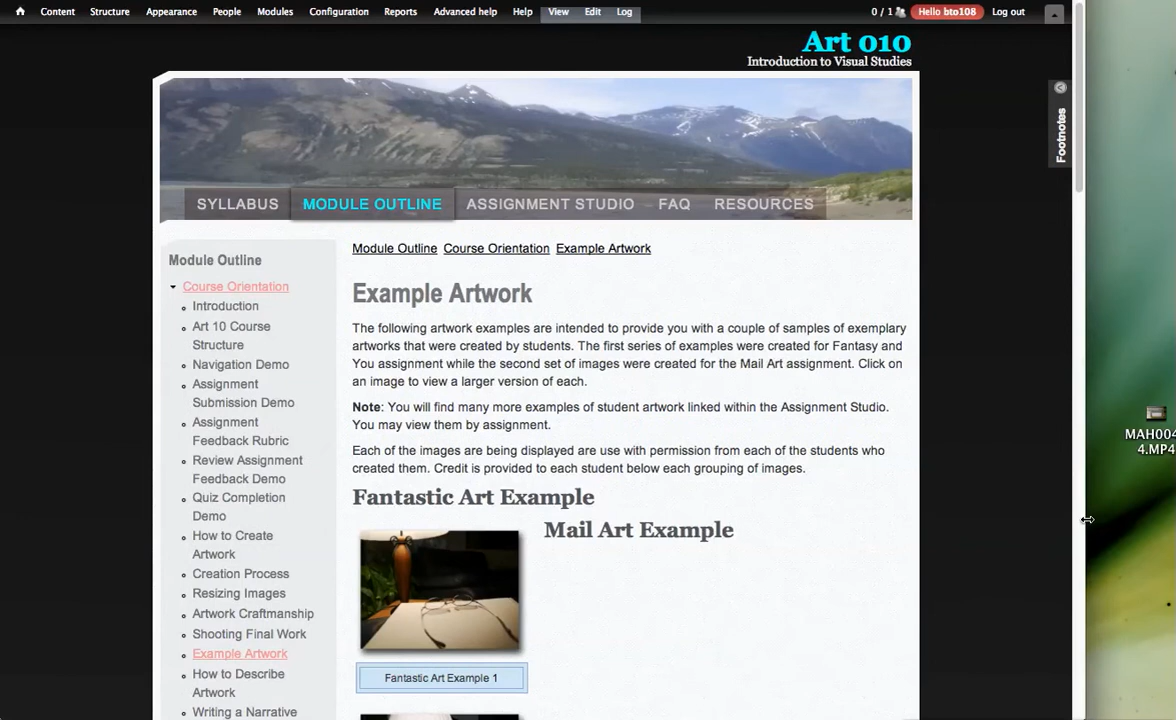 Content Structure Appearance People Modules Configuration Reports Advanced help Help View Edit Log 0 / 1 Hello bto108 Log out
Art 010
Introduction to Visual Studies
Footnotes
SYLLABUS MODULE OUTLINE ASSIGNMENT STUDIO FAQ RESOURCES
Module Outline
Course Orientation
Introduction
Art 10 Course
Structure
Navigation Demo
Assignment
Submission Demo
Assignment
Feedback Rubric
Review Assignment
Feedback Demo
Quiz Completion
Demo
How to Create
Artwork
Creation Process
Resizing Images
Artwork Craftmanship
Shooting Final Work
Example Artwork
How to Describe
Artwork
Writing a Narrative
Module Outline Course Orientation Example Artwork
Example Artwork
The following artwork examples are intended to provide you with a couple of samples of exemplary
artworks that were created by students. The first series of examples were created for Fantasy and
You assignment while the second set of images were created for the Mail Art assignment. Click on
an image to view a larger version of each.
Note: You will find many more examples of student artwork linked within the Assignment Studio.
You may view them by assignment.
Each of the images are being displayed are use with permission from each of the students who
created them. Credit is provided to each student below each grouping of images.
Fantastic Art Example
Mail Art Example
Fantastic Art Example 1
MAH004
4.MP4